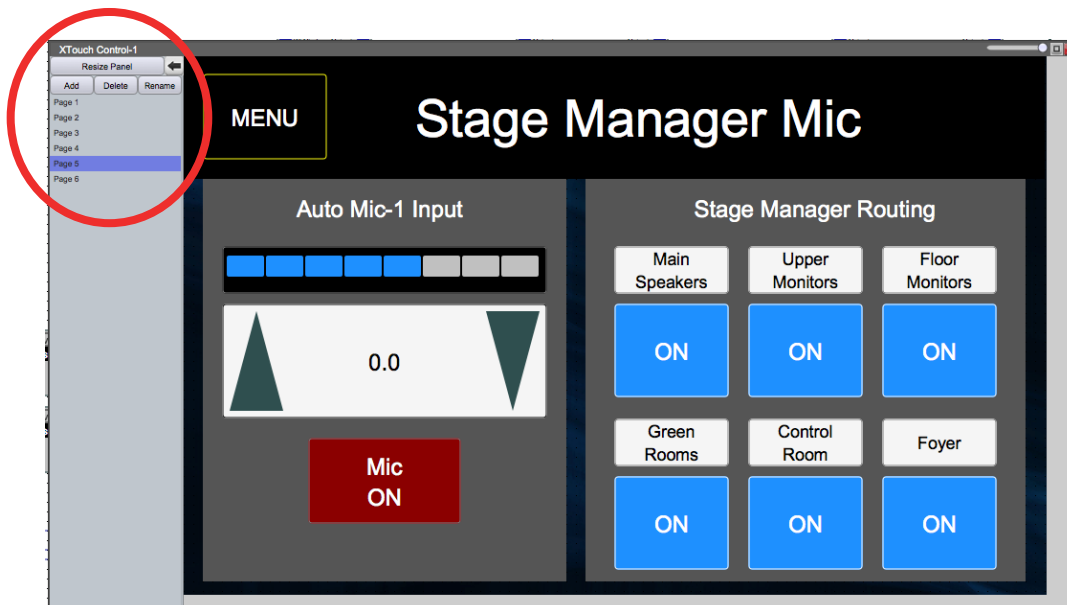 XTouch Control-1
Resize Panel
Add Delete Rename
Page 1
Page 2
Page 3
Page 4
Page 5
Page 6
MENU
Stage Manager Mic
Auto Mic-1 Input
0.0
Mic
ON
Stage Manager Routing
Main
Speakers
Upper
Monitors
Floor
Monitors
ON
ON
ON
Green
Rooms
Control
Room
Foyer
ON
ON
ON